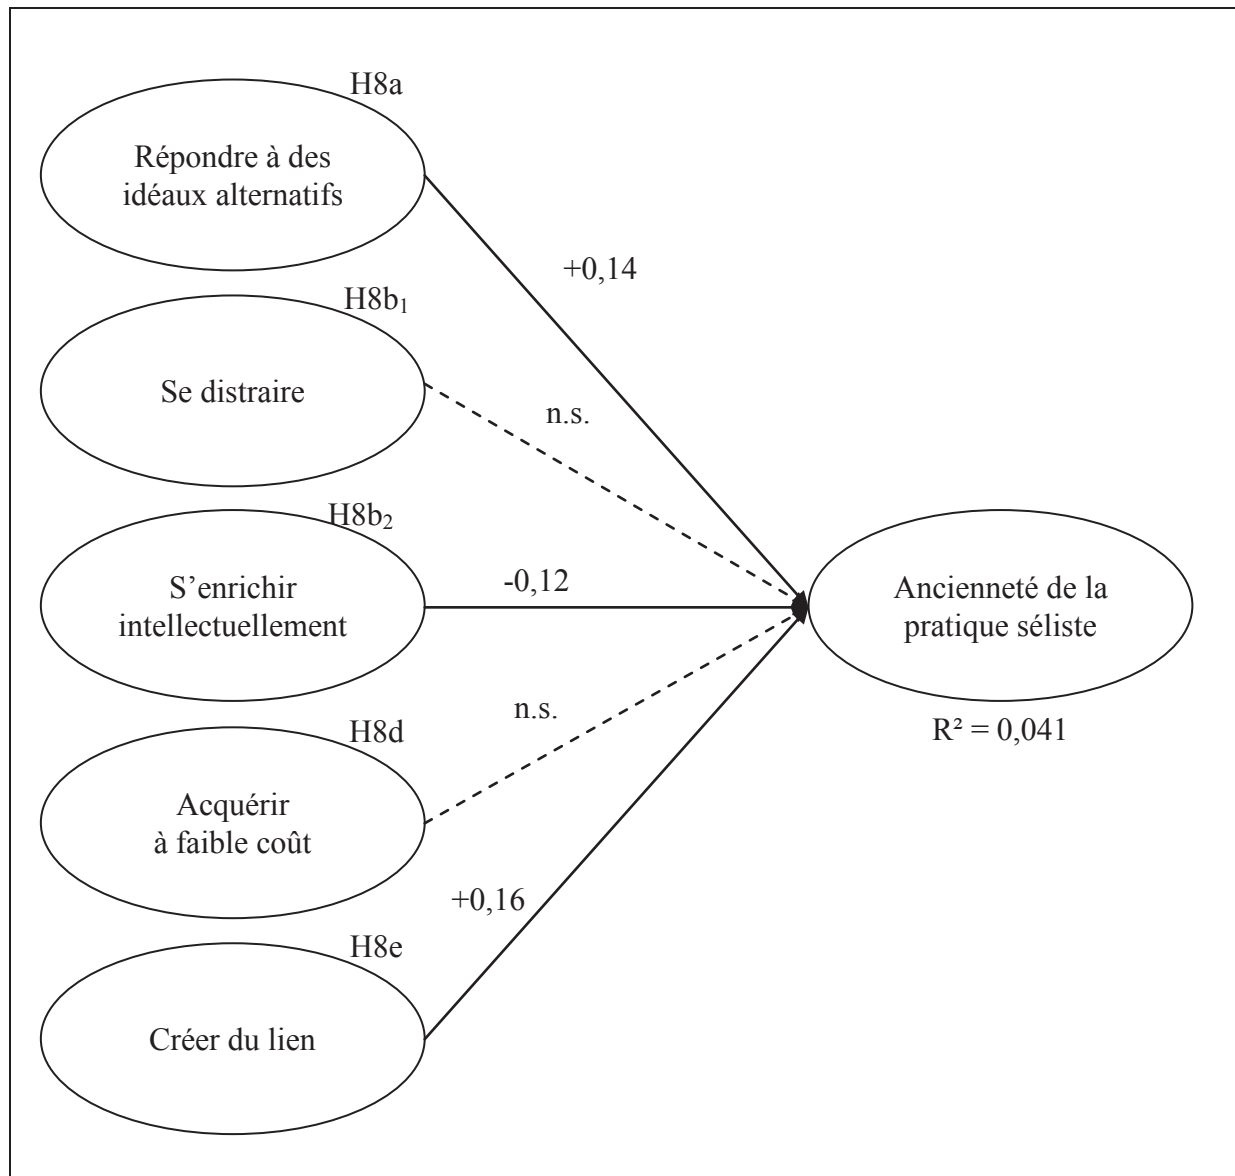 H8a
Répondre à des
idéaux alternatifs
+0,14
H8b₁
Se distraire
n.s.
H8b₂
S’enrichir
intellectuellement
-0,12
Ancienneté de la
pratique séliste
R² = 0,041
n.s.
H8d
Acquérir
à faible coût
+0,16
H8e
Créer du lien